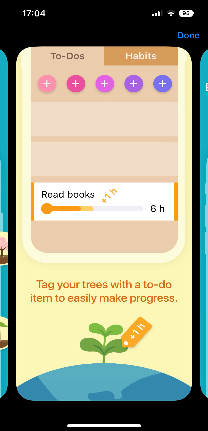 17:04
93
Done
To-Dos
Habits
+ + + + +
Read books
+1 h
6 h
Tag your trees with a to-do
item to easily make progress.
+1 h